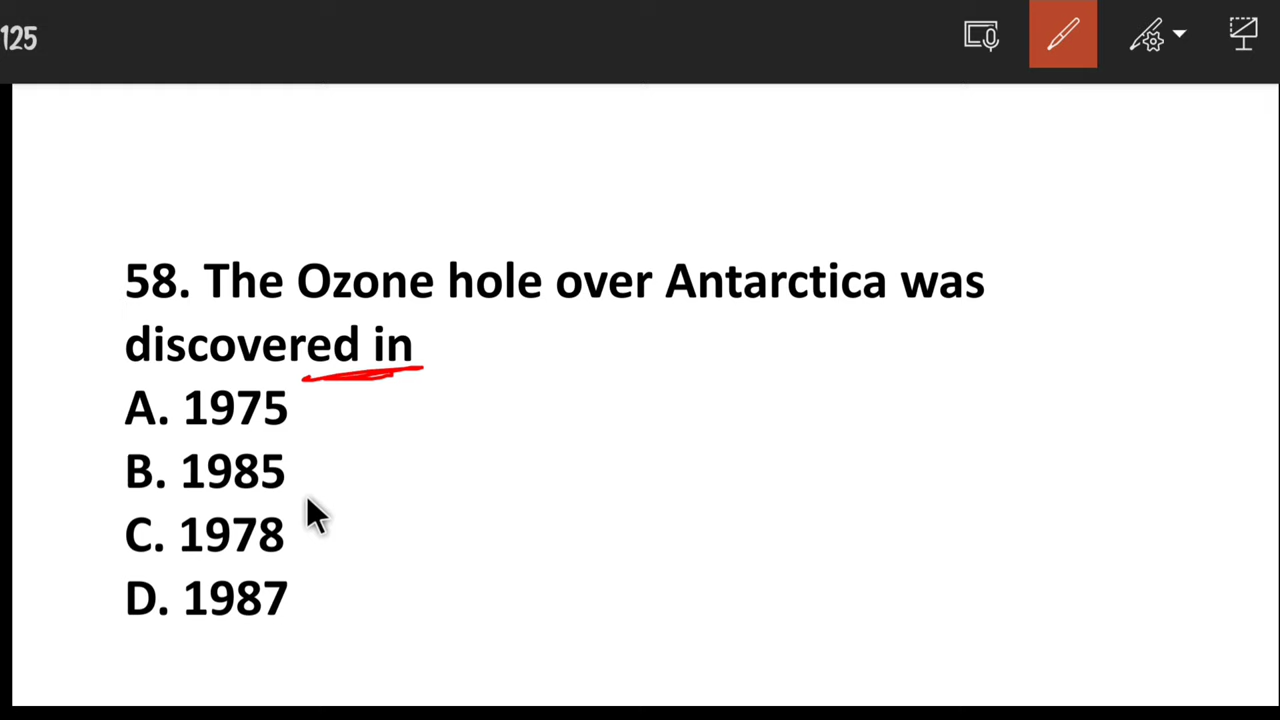 125
58. The Ozone hole over Antarctica was
discovered in
A. 1975
B. 1985
C. 1978
D. 1987